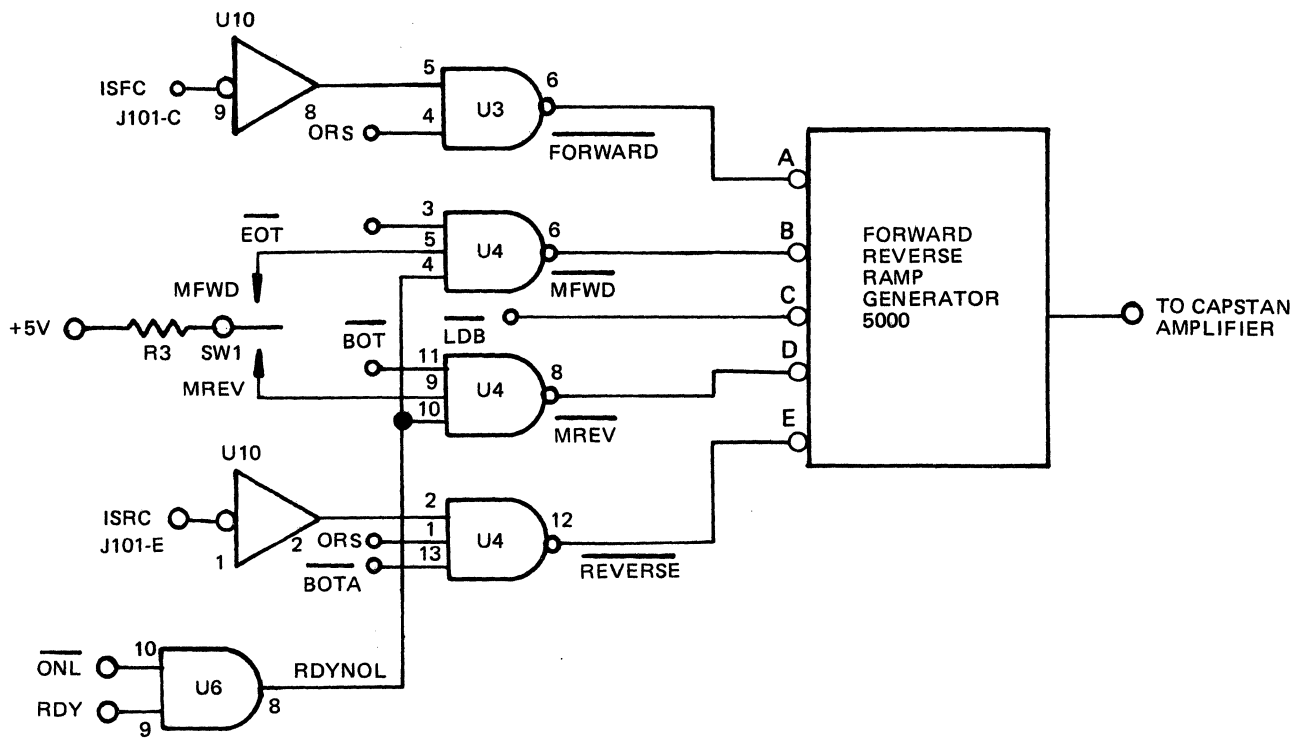 U10
ISFC
J101-C
9
8
5
4
ORS
U3
6
FORWARD
A
EOT
3
5
4
U4
6
MFWD
B
MFWD
+5V
R3
SW1
MREV
BOT
LDB
C
11
9
10
U4
8
MREV
D
E
FORWARD
REVERSE
RAMP
GENERATOR
5000
TO CAPSTAN
AMPLIFIER
U10
ISRC
J101-E
1
2
ORS
BOTA
2
1
13
U4
12
REVERSE
ONL
RDY
10
9
U6
8
RDYNOL